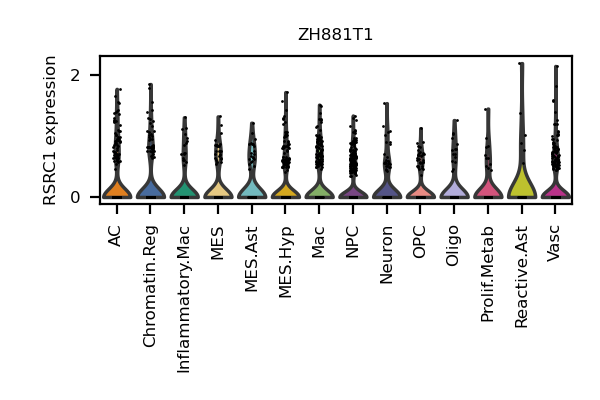 ZH881T1
RSRC1 expression
2
0
AC
Chromatin.Reg
Inflammatory.Mac
MES
MES.Ast
MES.Hyp
Mac
NPC
Neuron
OPC
Oligo
Prolif.Metab
Reactive.Ast
Vasc